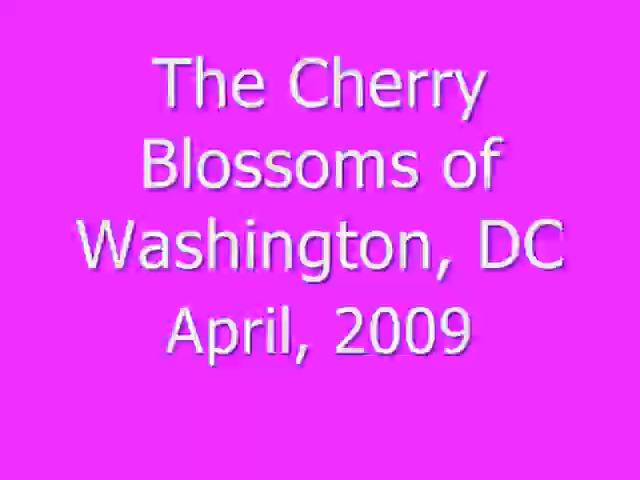 The Cherry
Blossoms of
Washington, DC
April, 2009